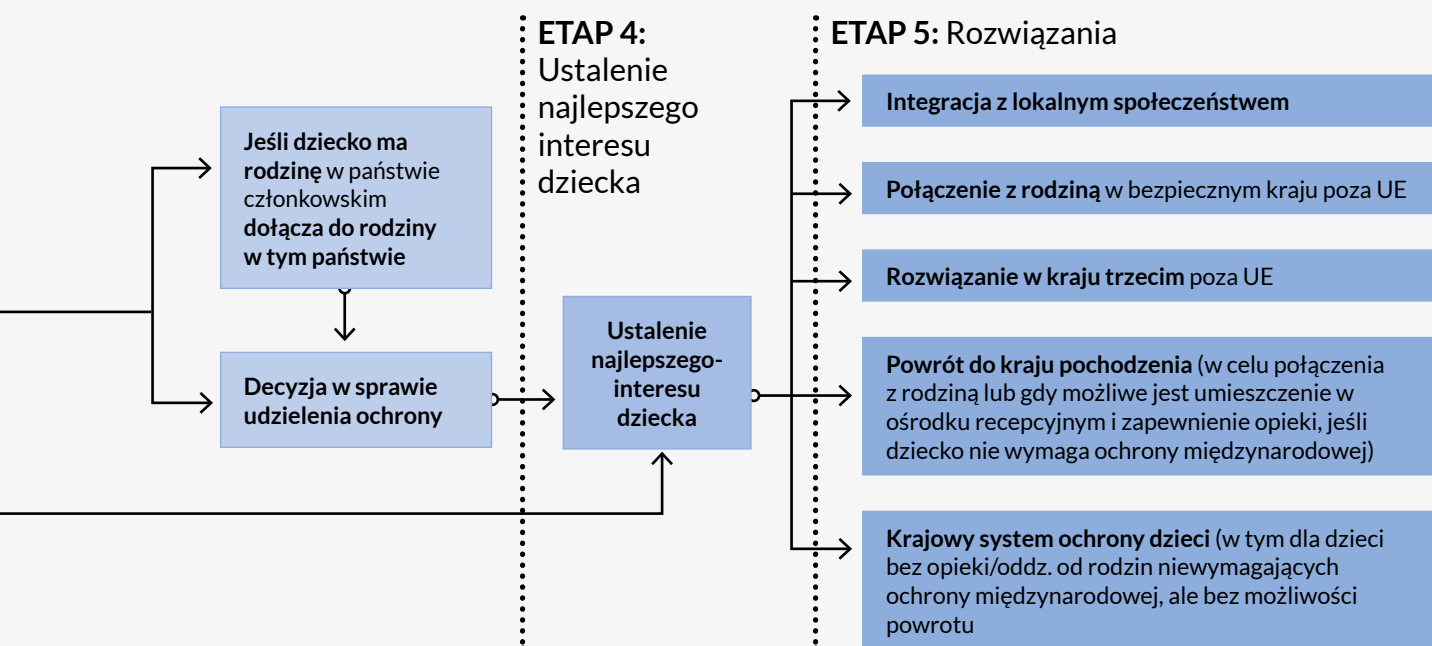 Jeśli dziecko ma
rodzinę w państwie
członkowskim
dołącza do rodziny
w tym państwie
Decyzja w sprawie
udzielenia ochrony
ETAP 4:
Ustalenie
najlepszego
interesu
dziecka
Ustalenie
najlepszego-
interesu
dziecka
ETAP 5: Rozwiązania
Integracja z lokalnym społeczeństwem
Połączenie z rodziną w bezpiecznym kraju poza UE
Rozwiązanie w kraju trzecim poza UE
Powrót do kraju pochodzenia (w celu połączenia
z rodziną lub gdy możliwe jest umieszczenie w
ośrodku recepcyjnym i zapewnienie opieki, jeśli
dziecko nie wymaga ochrony międzynarodowej)
Krajowy system ochrony dzieci (w tym dla dzieci
bez opieki/oddz. od rodzin niewymagających
ochrony międzynarodowej, ale bez możliwości
powrotu